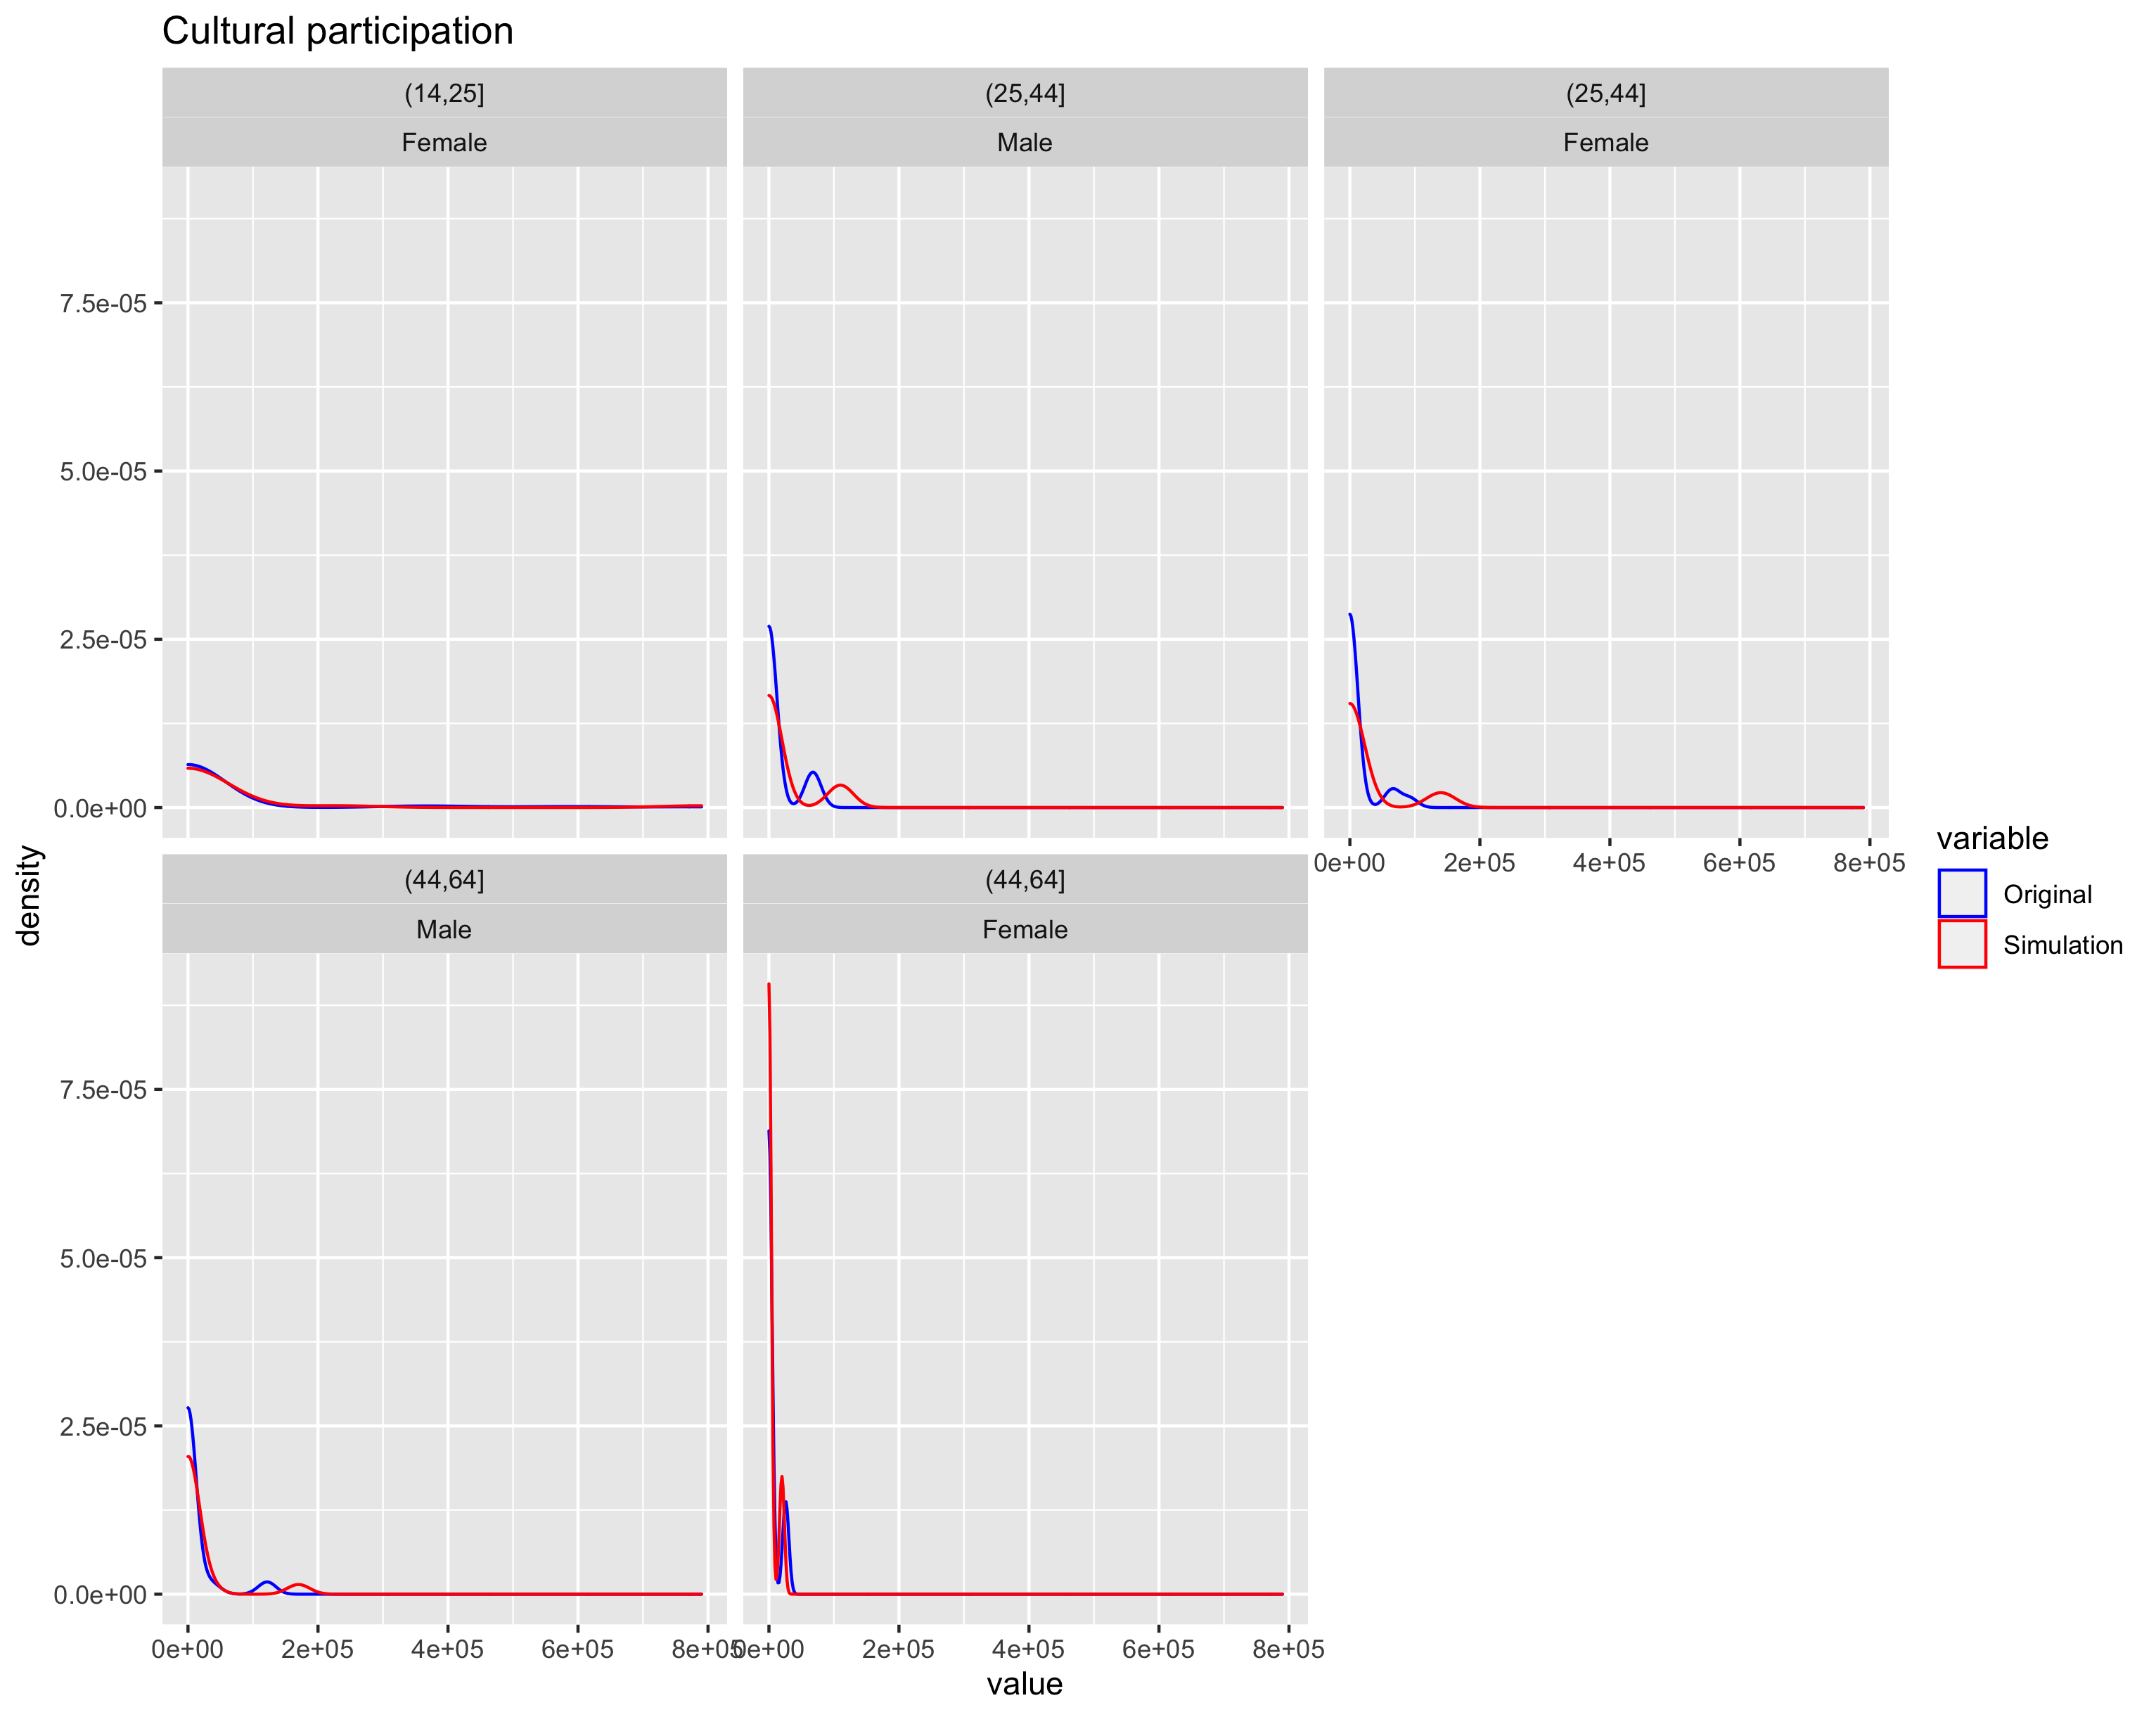 Cultural participation
(14,25]
(25,44]
(25,44]
Female
Male
Female
7.5e-05
5.0e-05
2.5e-05
0.0e+00
0e+00
2e+05
4e+05
6e+05
8e+05
(44,64]
(44,64]
Male
Female
7.5e-05
5.0e-05
2.5e-05
0.0e+00
0e+00
2e+05
4e+05
6e+05
8e+05
0e+00
2e+05
4e+05
6e+05
8e+05
value
density
variable
Original
Simulation